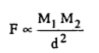 F ∝ M₁ M₂ / d²